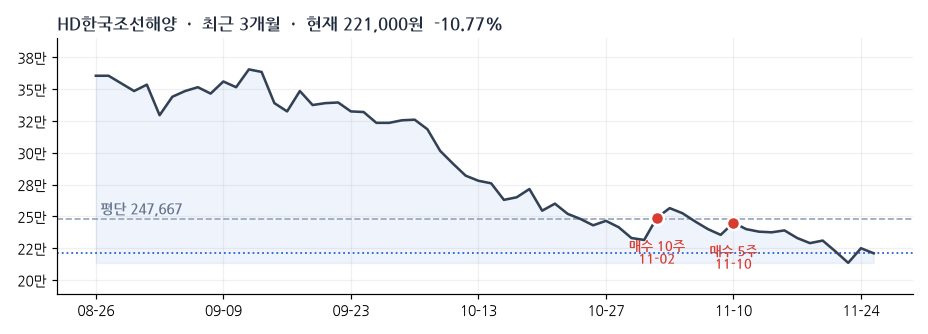 HD한국조선해양 · 최근 3개월 · 현재 221,000원 -10.77%
38만
35만
32만
30만
28만
25만
22만
20만
평단 247,667
매수 10주
11-02
매수 5주
11-10
08-26
09-09
09-23
10-13
10-27
11-10
11-24